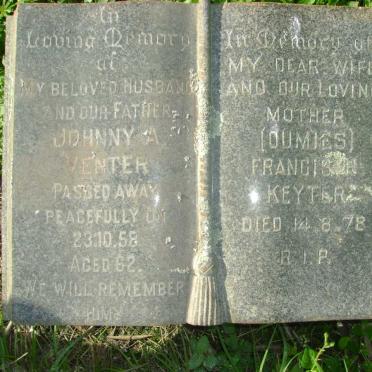 In
Loving Memory
of
MY BELOVED HUSBAND
AND OUR FATHER
JOHNNY A.
VENTER
PASSED AWAY
PEACEFULLY ON
23.10.58
AGED 62.
WE WILL REMEMBER
HIM
In Memory of
MY DEAR WIFE
AND OUR LOVING
MOTHER
(OUMIES)
KEYTER
DIED 14.8.78
R.I.P.